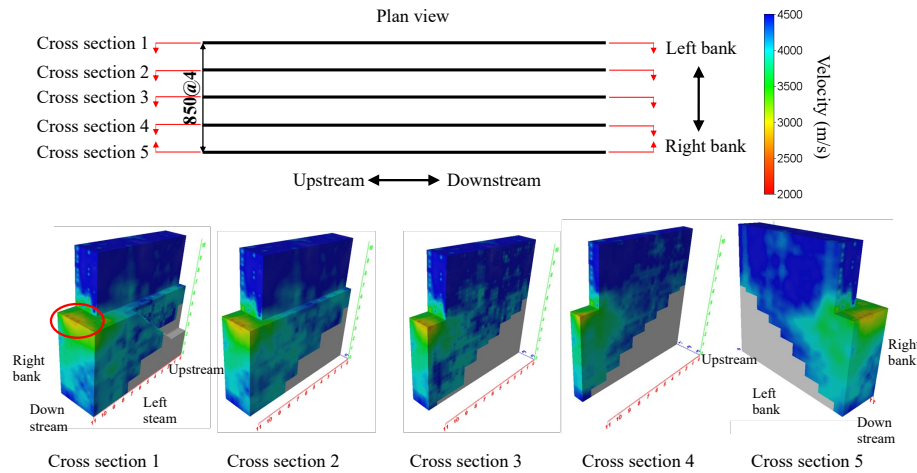 Plan view
Cross section 1
Cross section 2
Cross section 3
Cross section 4
Cross section 5
850@4
Left bank
Right bank
Upstream
Downstream
4500
4000
3500
3000
2500
2000
Velocity (m/s)
Right
bank
Down
stream
Left
steam
Upstream
Upstream
Left
bank
Right
bank
Down
stream
Cross section 1
Cross section 2
Cross section 3
Cross section 4
Cross section 5